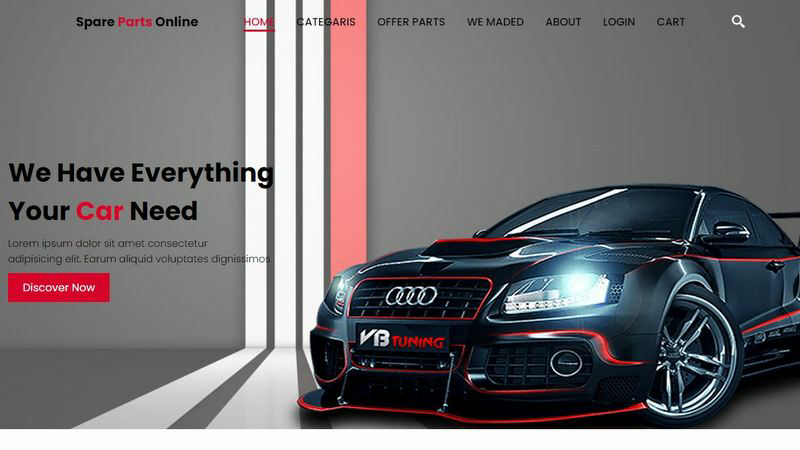 Spare Parts Online
HOME CATEGARIS OFFER PARTS WE MADED ABOUT LOGIN CART
We Have Everything
Your Car Need
Lorem ipsum dolor sit amet consectetur
adipisicing elit. Earum aliquid voluptates dignissimos
Discover Now
VB TUNING